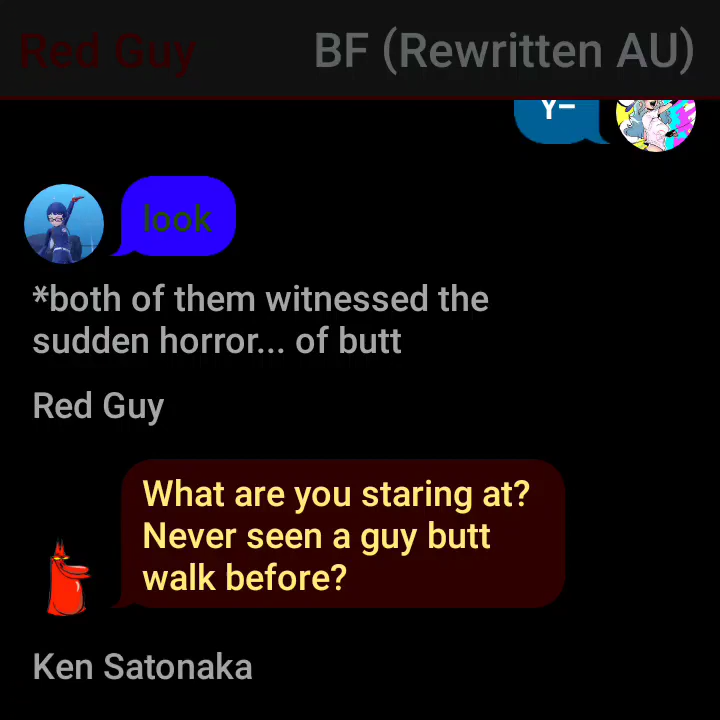 Red Guy BF (Rewritten AU)
Y–
look
*both of them witnessed the
sudden horror... of butt
Red Guy
What are you staring at?
Never seen a guy butt
walk before?
Ken Satonaka